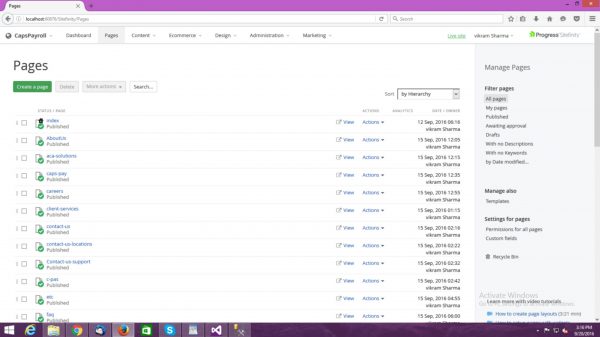 Pages
localhost:60876/Sitefinity/Pages
Search
CapsPayroll
Dashboard
Pages
Content
Ecommerce
Design
Administration
Marketing
Live site
vikram Sharma
Progress Sitefinity
Pages
Create a page
Delete
More actions
Search...
Sort
by Hierarchy
STATUS / PAGE
ACTIONS
ANALYTICS
DATE / OWNER
index
Published
View
Actions
12 Sep, 2016 06:16
vikram Sharma
AboutUs
Published
View
Actions
15 Sep, 2016 12:05
vikram Sharma
aca-solutions
Published
View
Actions
15 Sep, 2016 12:15
vikram Sharma
caps-pay
Published
View
Actions
15 Sep, 2016 12:35
vikram Sharma
careers
Published
View
Actions
15 Sep, 2016 12:55
vikram Sharma
client-services
Published
View
Actions
15 Sep, 2016 01:15
vikram Sharma
contact-us
Published
View
Actions
15 Sep, 2016 02:16
vikram Sharma
contact-us-locations
Published
View
Actions
15 Sep, 2016 02:22
vikram Sharma
Contact-us-support
Published
View
Actions
15 Sep, 2016 02:32
vikram Sharma
c-pas
Published
View
Actions
15 Sep, 2016 02:42
vikram Sharma
etc
Published
View
Actions
15 Sep, 2016 04:55
vikram Sharma
faq
Published
View
Actions
15 Sep, 2016 06:00
vikram Sharma
Manage Pages
Filter pages
All pages
My pages
Published
Awaiting approval
Drafts
With no Descriptions
With no Keywords
by Date modified...
Manage also
Templates
Settings for pages
Permissions for all pages
Custom fields
Recycle Bin
Activate Windows
Learn more with video tutorials
How to create page layouts (3:21 min)
3:16 PM
9/20/2016